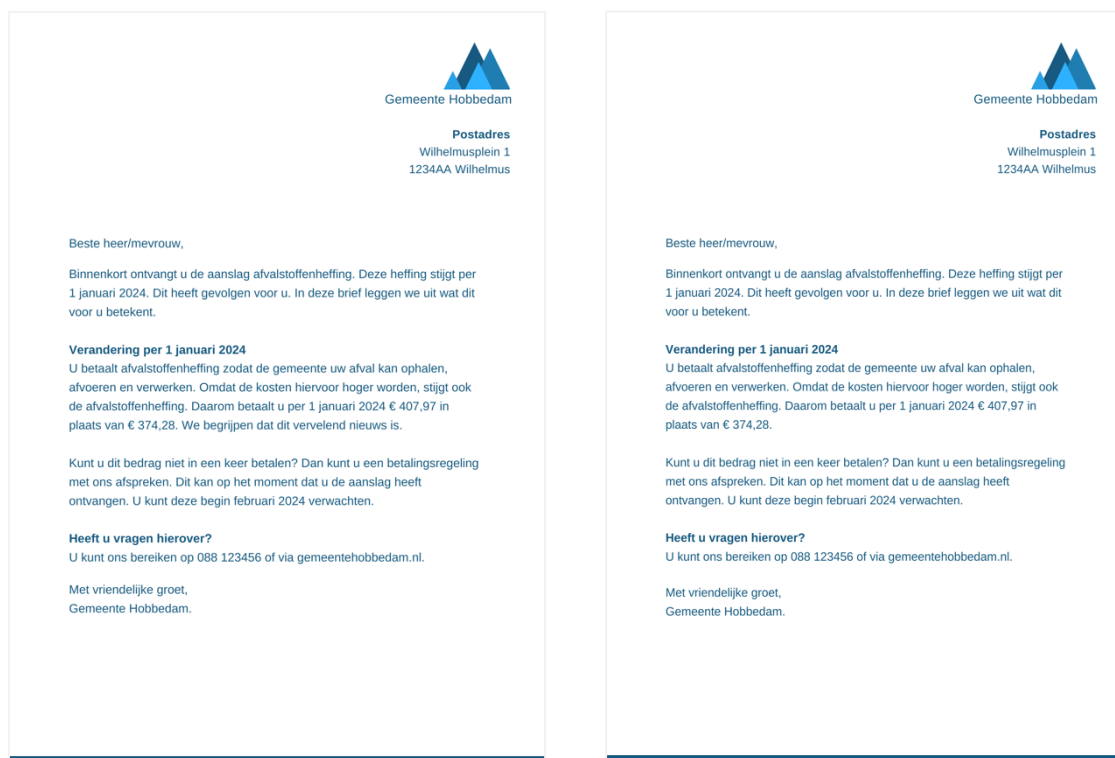 Gemeente Hobbedam
Postadres
Wilhelmusplein 1
1234AA Wilhelmus
Beste heer/mevrouw,
Binnenkort ontvangt u de aanslag afvalstoffenheffing. Deze heffing stijgt per
1 januari 2024. Dit heeft gevolgen voor u. In deze brief leggen we uit wat dit
voor u betekent.
Verandering per 1 januari 2024
U betaalt afvalstoffenheffing zodat de gemeente uw afval kan ophalen,
afvoeren en verwerken. Omdat de kosten hiervoor hoger worden, stijgt ook
de afvalstoffenheffing. Daarom betaalt u per 1 januari 2024 € 407,97 in
plaats van € 374,28. We begrijpen dat dit vervelend nieuws is.
Kunt u dit bedrag niet in een keer betalen? Dan kunt u een betalingsregeling
met ons afspreken. Dit kan op het moment dat u de aanslag heeft
ontvangen. U kunt deze begin februari 2024 verwachten.
Heeft u vragen hierover?
U kunt ons bereiken op 088 123456 of via gemeentehobbedam.nl.
Met vriendelijke groet,
Gemeente Hobbedam.
Gemeente Hobbedam
Postadres
Wilhelmusplein 1
1234AA Wilhelmus
Beste heer/mevrouw,
Binnenkort ontvangt u de aanslag afvalstoffenheffing. Deze heffing stijgt per
1 januari 2024. Dit heeft gevolgen voor u. In deze brief leggen we uit wat dit
voor u betekent.
Verandering per 1 januari 2024
U betaalt afvalstoffenheffing zodat de gemeente uw afval kan ophalen,
afvoeren en verwerken. Omdat de kosten hiervoor hoger worden, stijgt ook
de afvalstoffenheffing. Daarom betaalt u per 1 januari 2024 € 407,97 in
plaats van € 374,28.
Kunt u dit bedrag niet in een keer betalen? Dan kunt u een betalingsregeling
met ons afspreken. Dit kan op het moment dat u de aanslag heeft
ontvangen. U kunt deze begin februari 2024 verwachten.
Heeft u vragen hierover?
U kunt ons bereiken op 088 123456 of via gemeentehobbedam.nl.
Met vriendelijke groet,
Gemeente Hobbedam.